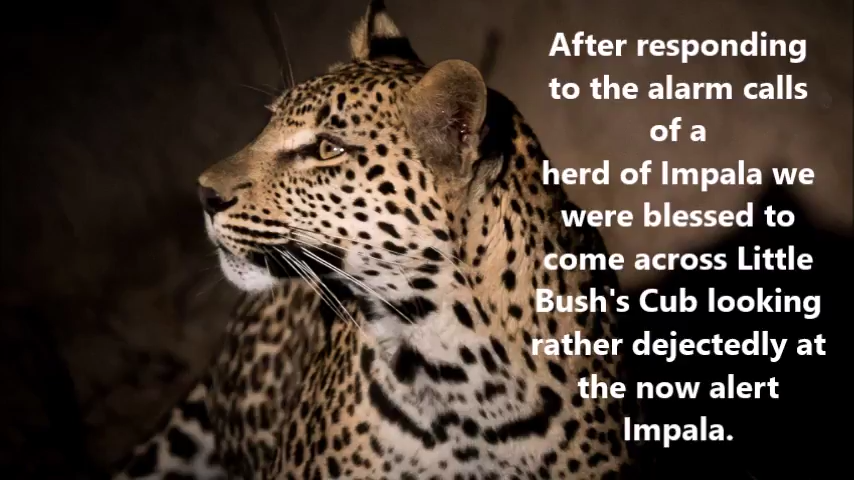 After responding
to the alarm calls
of a
herd of Impala we
were blessed to
come across Little
Bush's Cub looking
rather dejectedly at
the now alert
Impala.